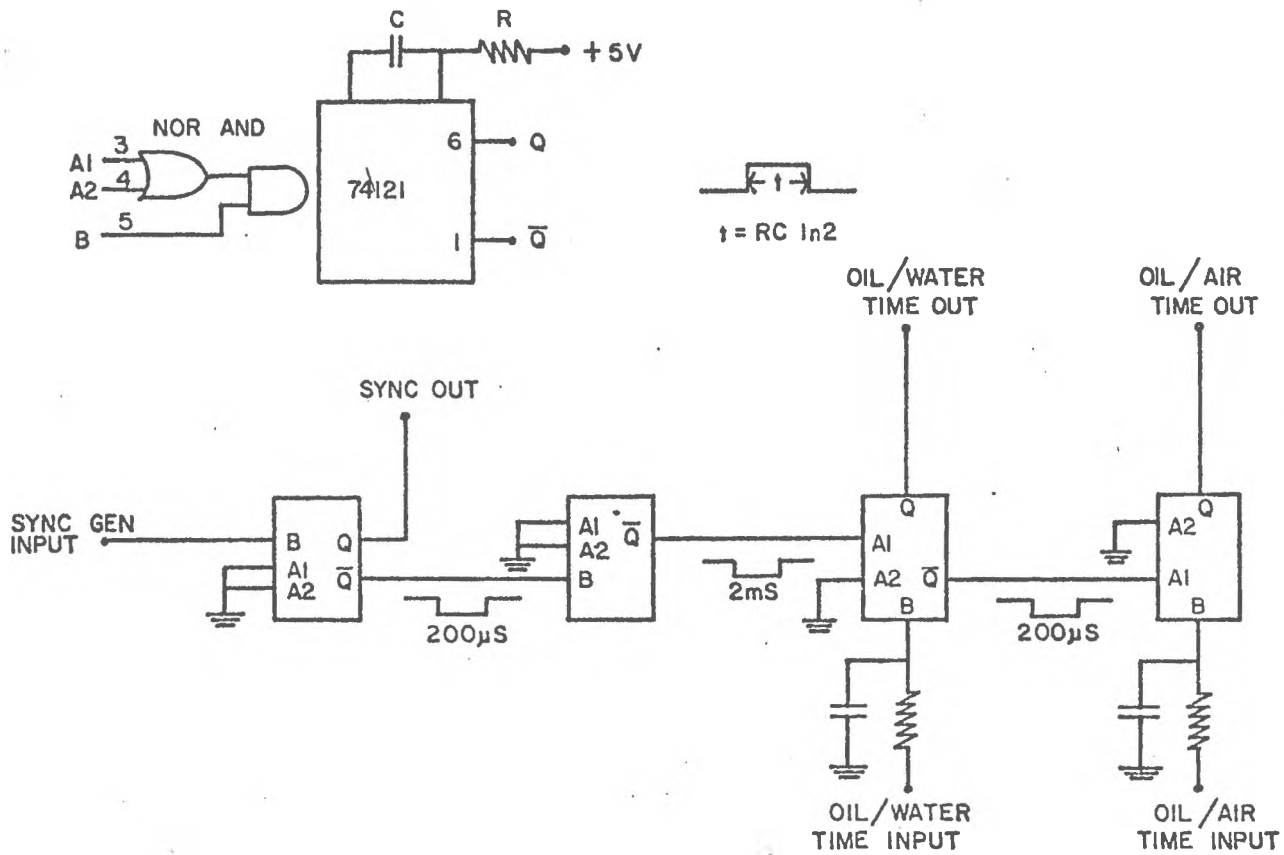 C
R
+5V
NOR AND
A1 3
A2 4
B 5
74121
6 Q
1 Q̅
t
t = RC ln2
OIL/WATER
TIME OUT
OIL/AIR
TIME OUT
SYNC OUT
SYNC GEN
INPUT
B Q
A1 Q̅
A2
200μS
A1 Q̅
A2
B
2mS
Q
A1
A2 Q̅
B
200μS
Q
A2
A1
B
OIL/WATER
TIME INPUT
OIL/AIR
TIME INPUT